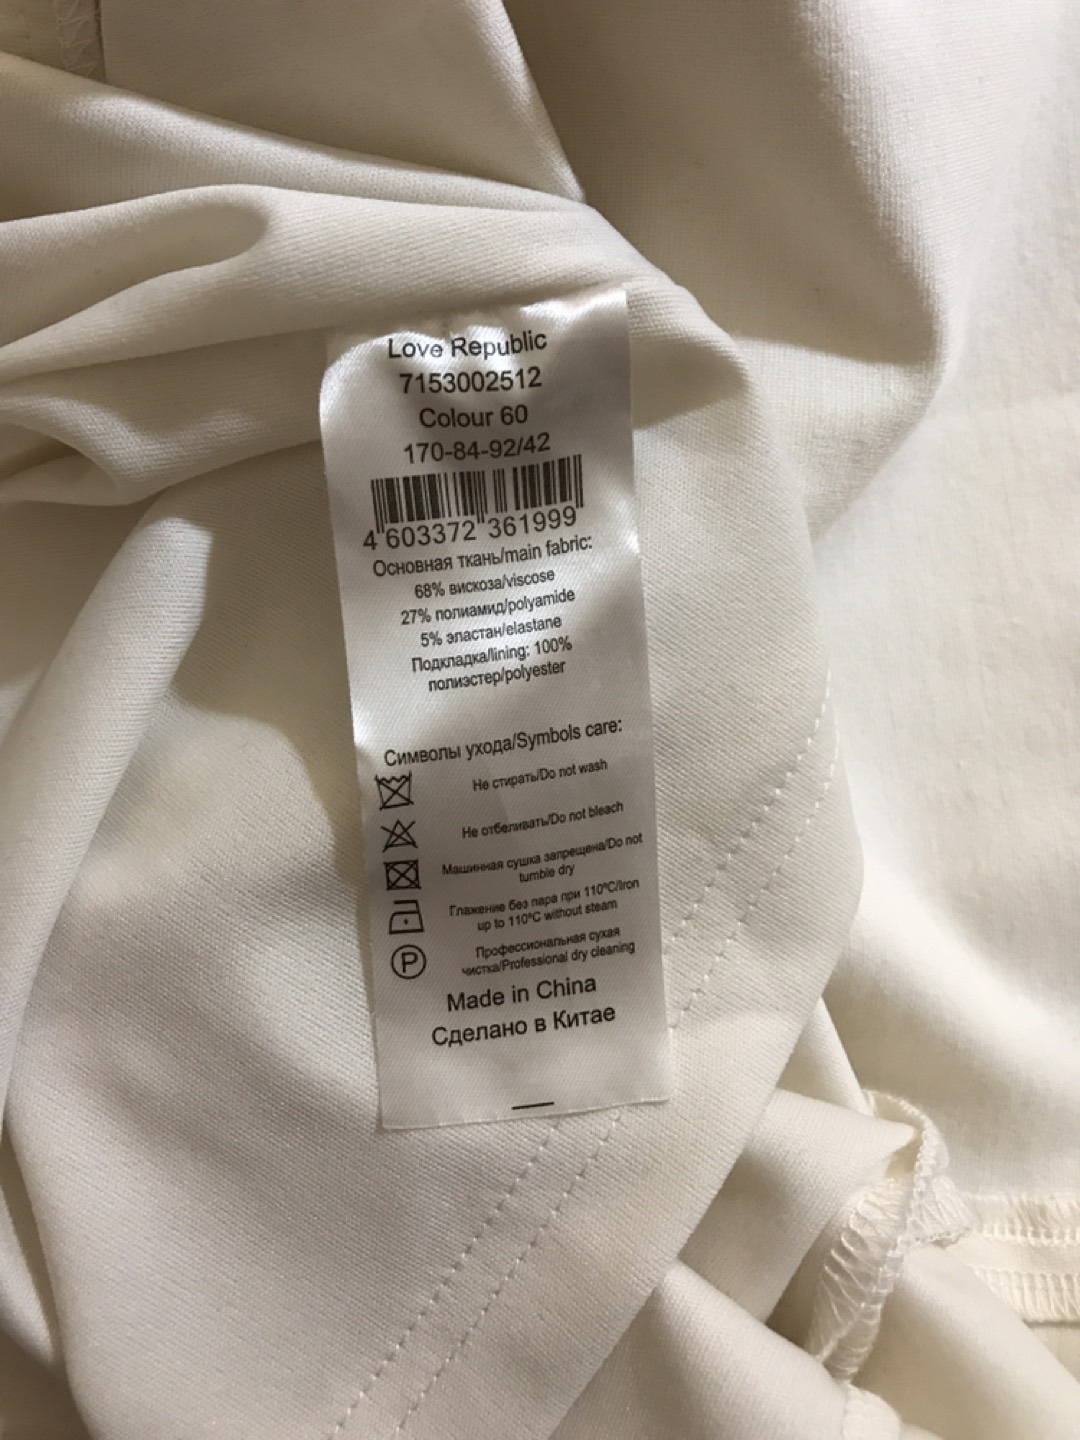 Love Republic
7153002512
Colour 60
170-84-92/42
4 603372 361999
Основная ткань/main fabric:
68% вискоза/viscose
27% полиамид/polyamide
5% эластан/elastane
Подкладка/lining: 100%
полиэстер/polyester
Символы ухода/Symbols care:
Не стирать/Do not wash
Не отбеливать/Do not bleach
Машинная сушка запрещена/Do not
tumble dry
Глажение без пара при 110°C/Iron
up to 110°C without steam
P
Профессиональная сухая
чистка/Professional dry cleaning
Made in China
Сделано в Китае